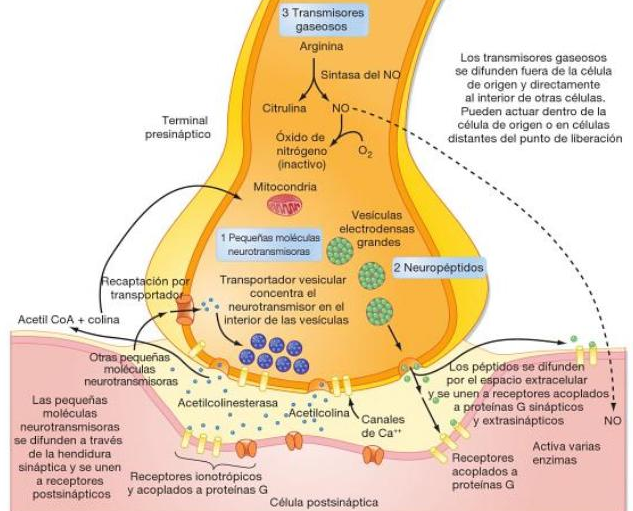 3 Transmisores
gaseosos
Arginina
Sintasa del NO
Citrulina
NO
Óxido de
nitrógeno
(inactivo)
O2
Los transmisores gaseosos
se difunden fuera de la célula
de origen y directamente
al interior de otras células.
Pueden actuar dentro de la
célula de origen o en células
distantes del punto de liberación
Terminal
presináptico
Mitocondria
Vesículas
electrodensas
grandes
1 Pequeñas moléculas
neurotransmisoras
2 Neuropéptidos
Recaptación por
transportador
Transportador vesicular
concentra el
neurotransmisor en el
interior de las vesículas
Acetil CoA + colina
Otras pequeñas
moléculas
neurotransmisoras
Acetilcolinesterasa
Acetilcolina
Canales
de Ca++
Los péptidos se difunden
por el espacio extracelular
y se unen a receptores acoplados
a proteínas G sinápticos
y extrasinápticos
NO
Activa varias
enzimas
Las pequeñas
moléculas
neurotransmisoras
se difunden a través
de la hendidura
sináptica y se unen
a receptores
postsinápticos
Receptores ionotrópicos
y acoplados a proteínas G
Receptores
acoplados a
proteínas G
Célula postsináptica